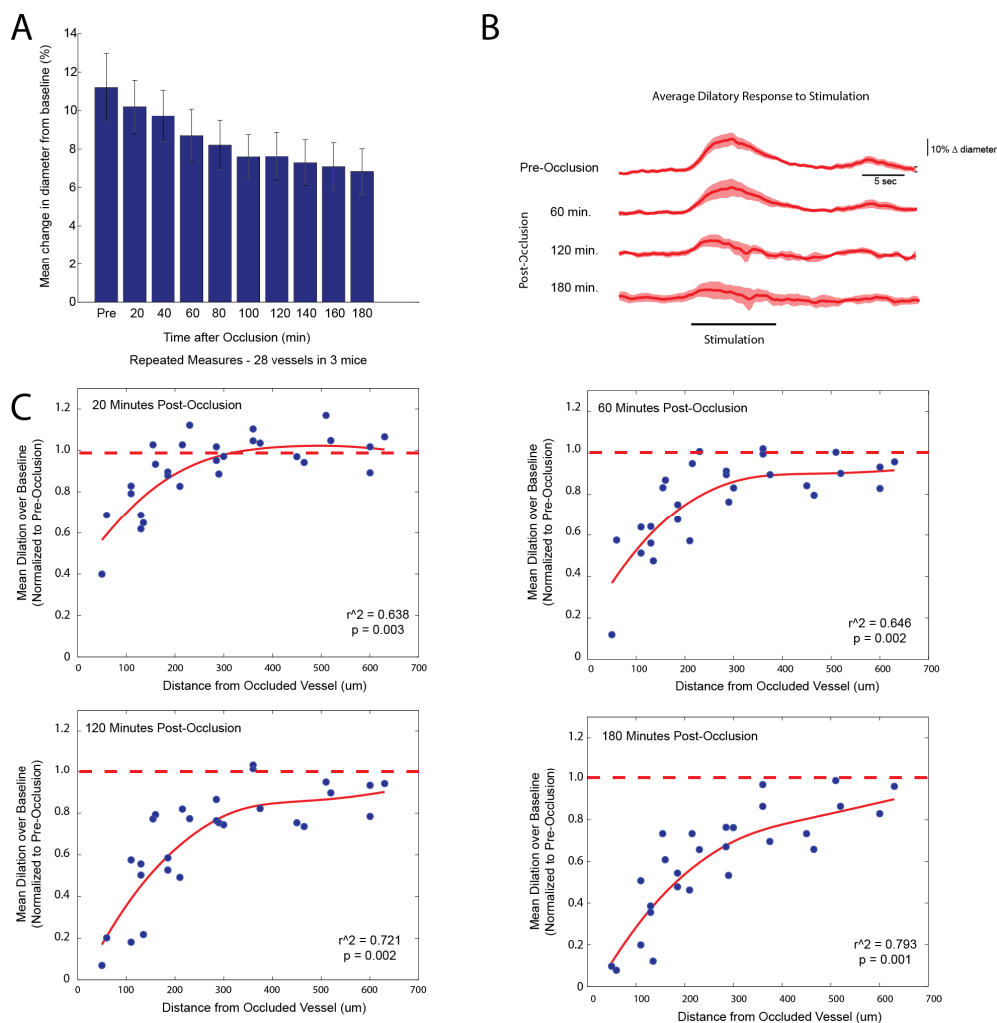 A
14
12
10
8
6
4
2
0
Mean change in diameter from baseline (%)
Pre 20 40 60 80 100 120 140 160 180
Time after Occlusion (min)
Repeated Measures - 28 vessels in 3 mice
B
Average Dilatory Response to Stimulation
10% Δ diameter
5 sec
Pre-Occlusion
60 min.
120 min.
180 min.
Post-Occlusion
Stimulation
C
20 Minutes Post-Occlusion
1.2
1.0
0.8
0.6
0.4
0.2
0
Mean Dilation over Baseline
(Normalized to Pre-Occlusion)
r^2 = 0.638
p = 0.003
0 100 200 300 400 500 600 700
Distance from Occluded Vessel (um)
60 Minutes Post-Occlusion
1.2
1.0
0.8
0.6
0.4
0.2
0
Mean Dilation over Baseline
(Normalized to Pre-Occlusion)
r^2 = 0.646
p = 0.002
0 100 200 300 400 500 600 700
Distance from Occluded Vessel (um)
120 Minutes Post-Occlusion
1.2
1.0
0.8
0.6
0.4
0.2
0
Mean Dilation over Baseline
(Normalized to Pre-Occlusion)
r^2 = 0.721
p = 0.002
0 100 200 300 400 500 600 700
Distance from Occluded Vessel (um)
180 Minutes Post-Occlusion
1.2
1.0
0.8
0.6
0.4
0.2
0
Mean Dilation over Baseline
(Normalized to Pre-Occlusion)
r^2 = 0.793
p = 0.001
0 100 200 300 400 500 600 700
Distance from Occluded Vessel (um)